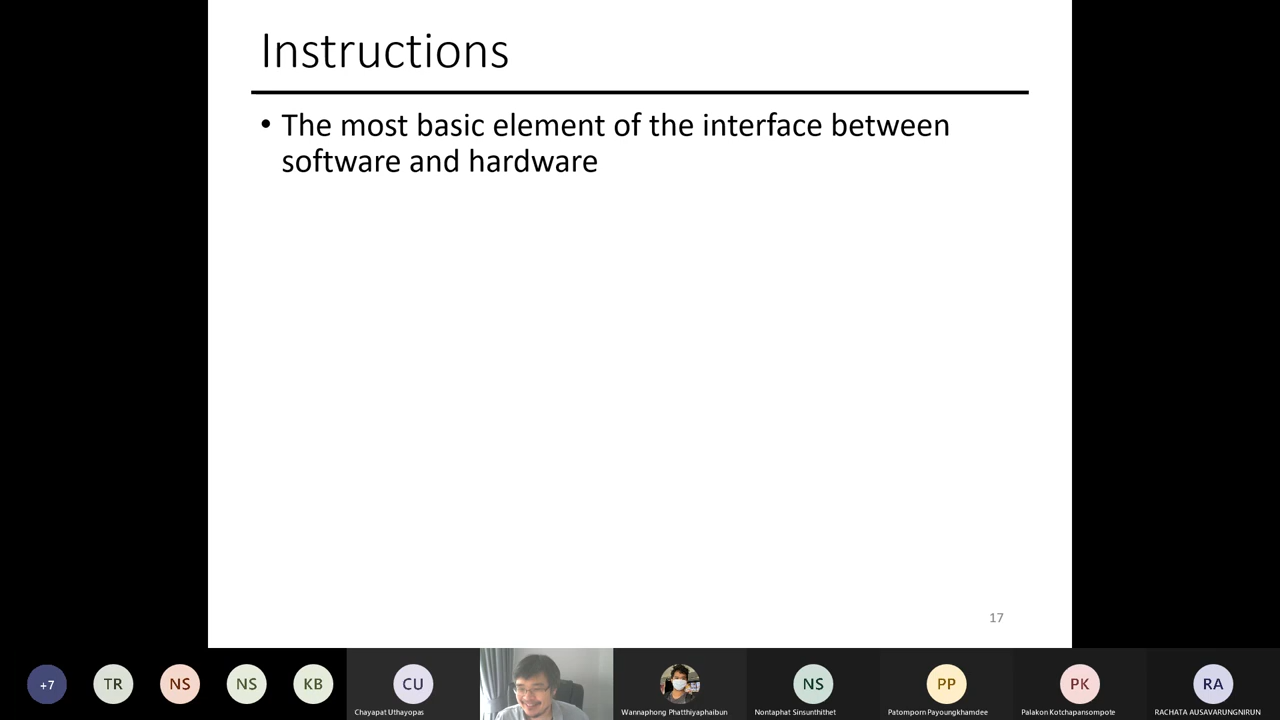 Instructions
• The most basic element of the interface between
software and hardware
17
+7
TR
NS
NS
KB
CU
NS
PP
PK
RA
Chayapat Uthayopas
Wannaphong Phatthiyaphaibun
Nontaphat Sinsunthithet
Patomporn Payoungkhamdee
Palakon Kotchapansompote
RACHATA AUSAVARUNGNIRUN